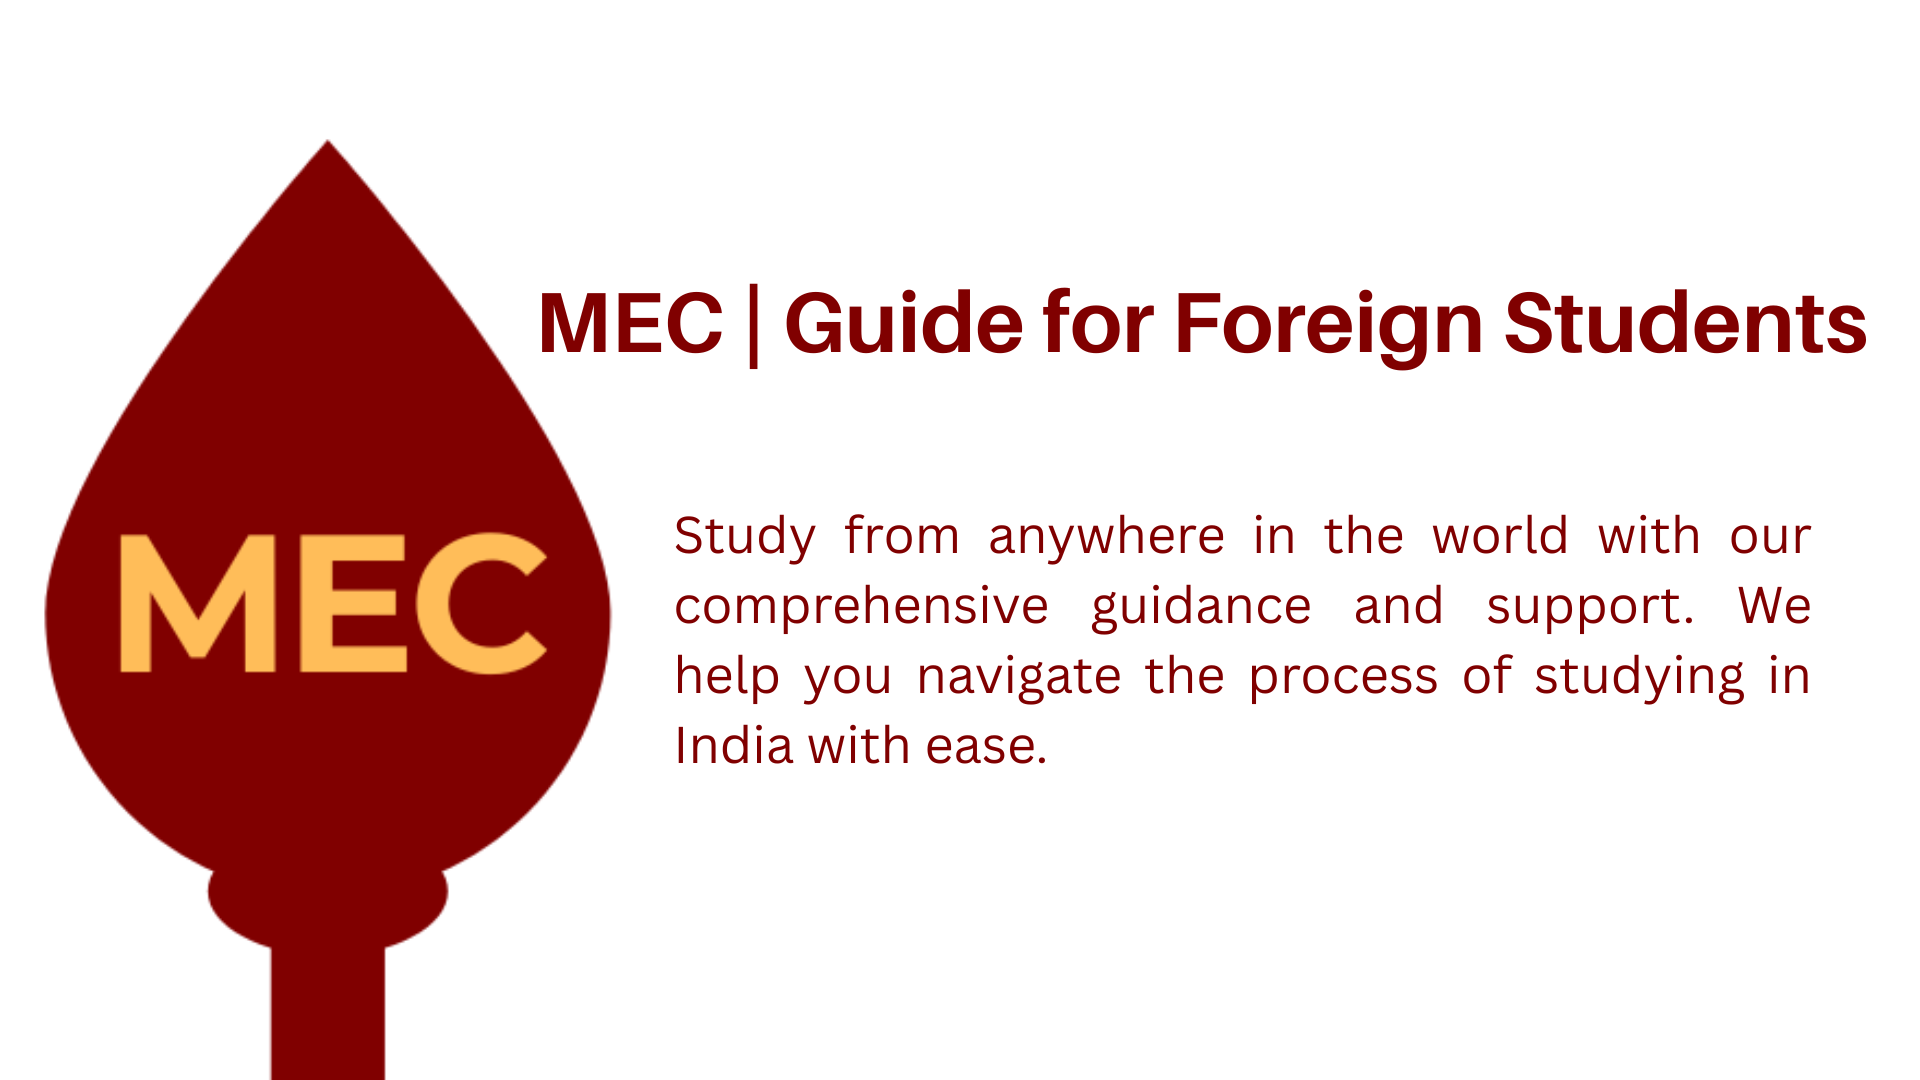 MEC | Guide for Foreign Students
MEC
Study from anywhere in the world with our
comprehensive guidance and support. We
help you navigate the process of studying in
India with ease.